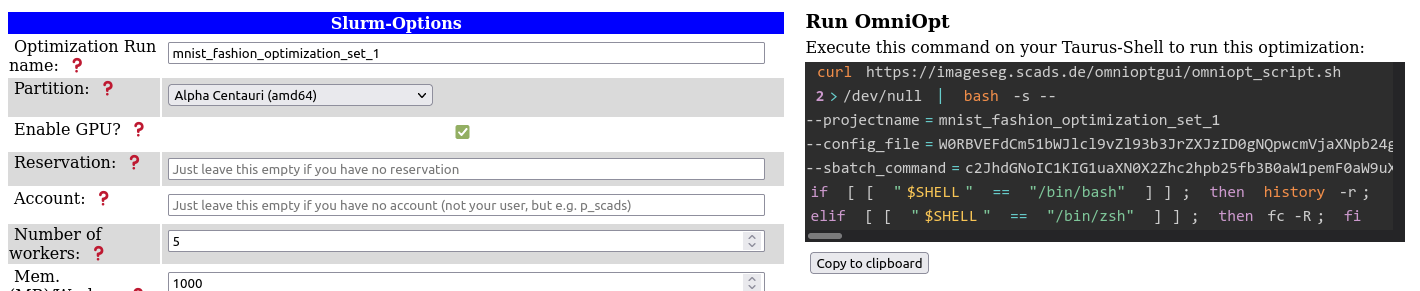 Slurm-Options
Optimization Run
name: ❓
mnist_fashion_optimization_set_1
Partition: ❓
Alpha Centauri (amd64)
Enable GPU? ❓
Reservation: ❓
Just leave this empty if you have no reservation
Account: ❓
Just leave this empty if you have no account (not your user, but e.g. p_scads)
Number of
workers: ❓
5
Mem.
1000
Run OmniOpt
Execute this command on your Taurus-Shell to run this optimization:
curl https://imageseg.scads.de/omnioptgui/omniopt_script.sh
2>/dev/null | bash -s --
--projectname=mnist_fashion_optimization_set_1
--config_file=W0RBVEFdCm51bWJlcl9vZl93b3JrZXJzID0gNQpwcmVjaXNpb24g
--sbatch_command=c2JhdGNoIC1KIG1uaXN0X2Zhc2hpb25fb3B0aW1pemF0aW9uX
if [[ "$SHELL" == "/bin/bash" ]]; then history -r;
elif [[ "$SHELL" == "/bin/zsh" ]]; then fc -R; fi
Copy to clipboard